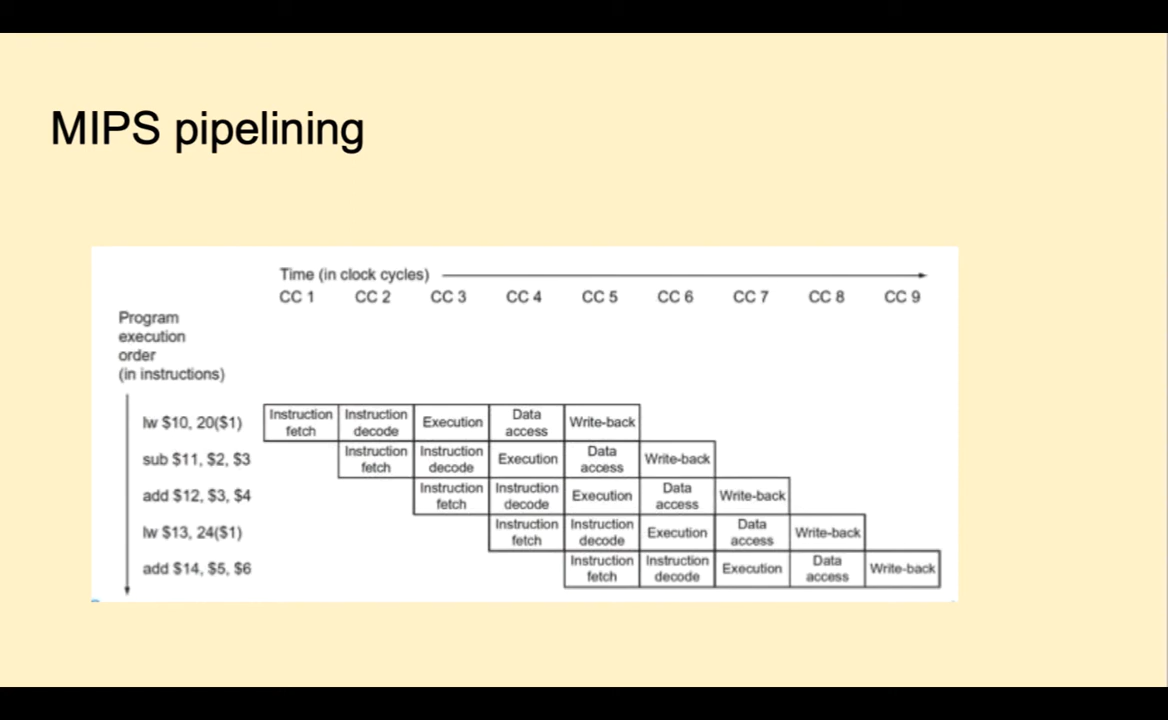 MIPS pipelining
Time (in clock cycles)
CC 1 CC 2 CC 3 CC 4 CC 5 CC 6 CC 7 CC 8 CC 9
Program
execution
order
(in instructions)
lw $10, 20($1) Instruction fetch Instruction decode Execution Data access Write-back
sub $11, $2, $3 Instruction fetch Instruction decode Execution Data access Write-back
add $12, $3, $4 Instruction fetch Instruction decode Execution Data access Write-back
lw $13, 24($1) Instruction fetch Instruction decode Execution Data access Write-back
add $14, $5, $6 Instruction fetch Instruction decode Execution Data access Write-back